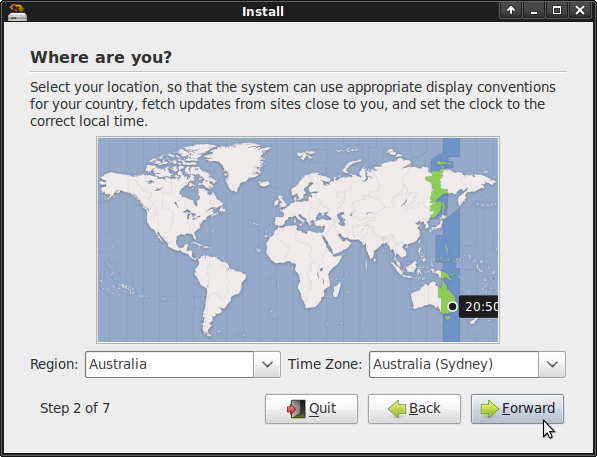 Install
Where are you?
Select your location, so that the system can use appropriate display conventions
for your country, fetch updates from sites close to you, and set the clock to the
correct local time.
20:50
Region: Australia Time Zone: Australia (Sydney)
Step 2 of 7 Quit Back Forward